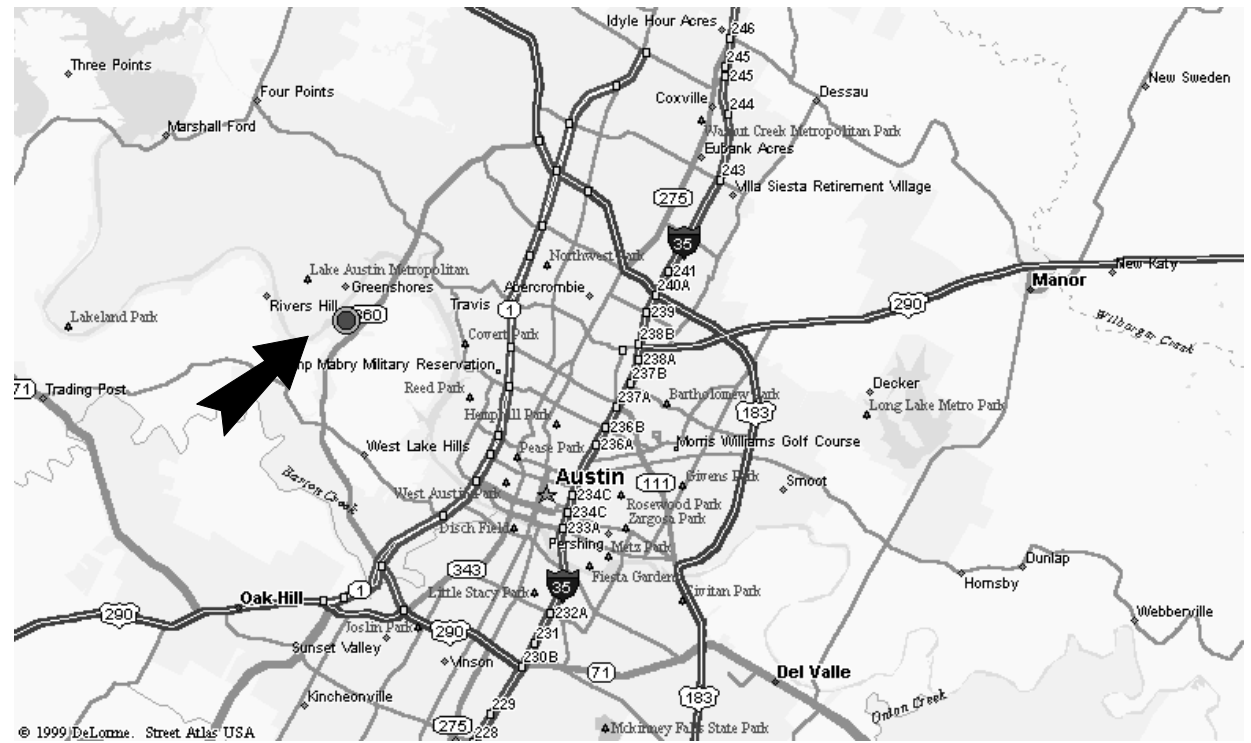 Idyle Hour Acres
246
245
245
Three Points
New Sweden
Four Points
Coxville
Dessau
244
Marshall Ford
Walnut Creek Metropolitan Park
Eubank Acres
243
Villa Siesta Retirement Village
275
35
Northwest Park
Lake Austin Metropolitan
241
New Katy
Greenshores
Abercrombie
240A
Manor
Rivers Hill
Travis
1
290
Lakeland Park
360
239
Wilbarger Creek
Covert Park
238B
Mabry Military Reservation
238A
71
Trading Post
237B
Decker
Reed Park
237A
Bartholomew Park
Long Lake Metro Park
Hemphill Park
183
236B
West Lake Hills
236A
Morris Williams Golf Course
Pease Park
Barton Creek
Austin
111
Givens Park
Smoot
West Austin Park
234C
Rosewood Park
234C
Zargosa Park
Disch Field
233A
Pershing
Metz Park
Dunlap
343
Fiesta Garden
Hornsby
1
35
Oak Hill
Little Stacy Park
Civitan Park
290
232A
Webberville
Joslin Park
290
231
Sunset Valley
Vinson
230B
71
Del Valle
Kincheonville
183
229
Onion Creek
275
228
Mckinney Falls State Park
© 1999 DeLorme. Street Atlas USA